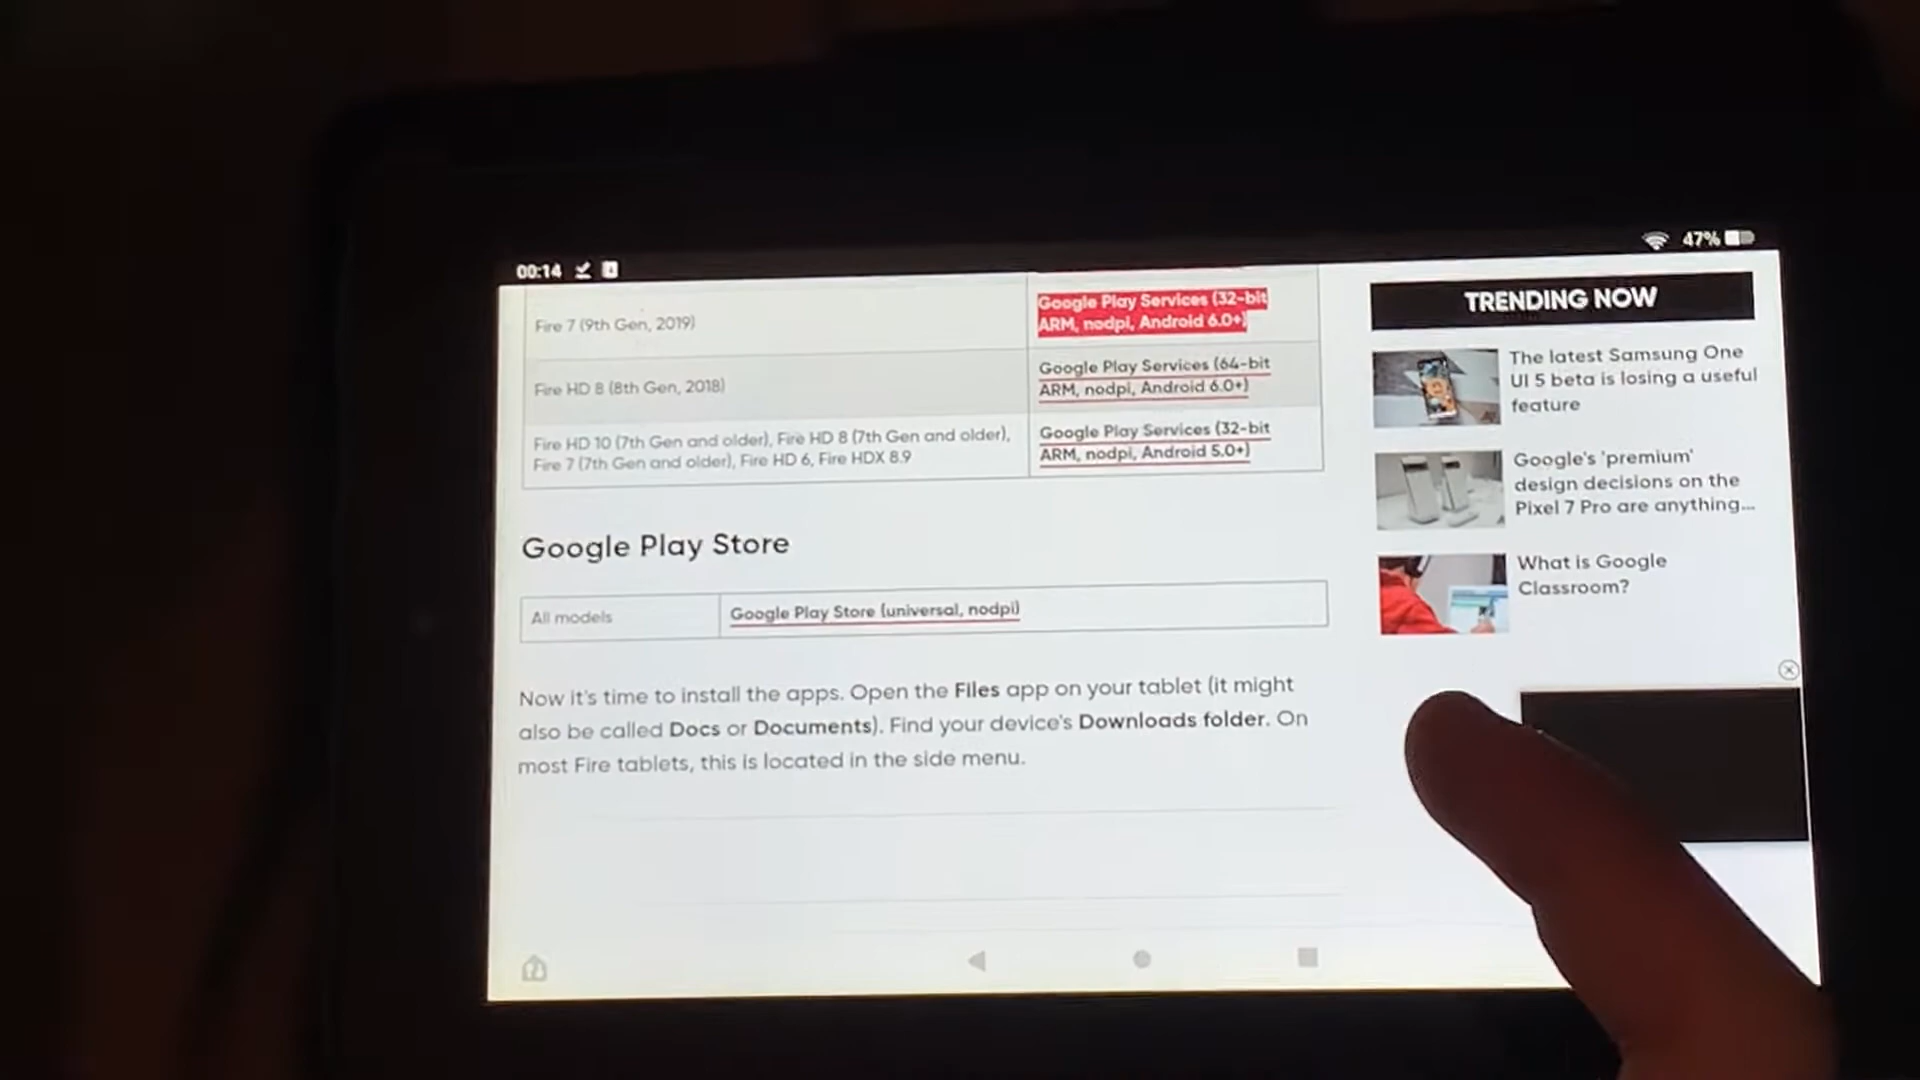 00:14
47%
Fire 7 (9th Gen, 2019)
Google Play Services (32-bit
ARM, nodpi, Android 6.0+)
Fire HD 8 (8th Gen, 2018)
Google Play Services (64-bit
ARM, nodpi, Android 6.0+)
Fire HD 10 (7th Gen and older), Fire HD 8 (7th Gen and older),
Fire 7 (7th Gen and older), Fire HD 6, Fire HDX 8.9
Google Play Services (32-bit
ARM, nodpi, Android 5.0+)
Google Play Store
All models
Google Play Store (universal, nodpi)
Now it's time to install the apps. Open the Files app on your tablet (it might
also be called Docs or Documents). Find your device's Downloads folder. On
most Fire tablets, this is located in the side menu.
TRENDING NOW
The latest Samsung One
UI 5 beta is losing a useful
feature
Google's 'premium'
design decisions on the
Pixel 7 Pro are anything...
What is Google
Classroom?